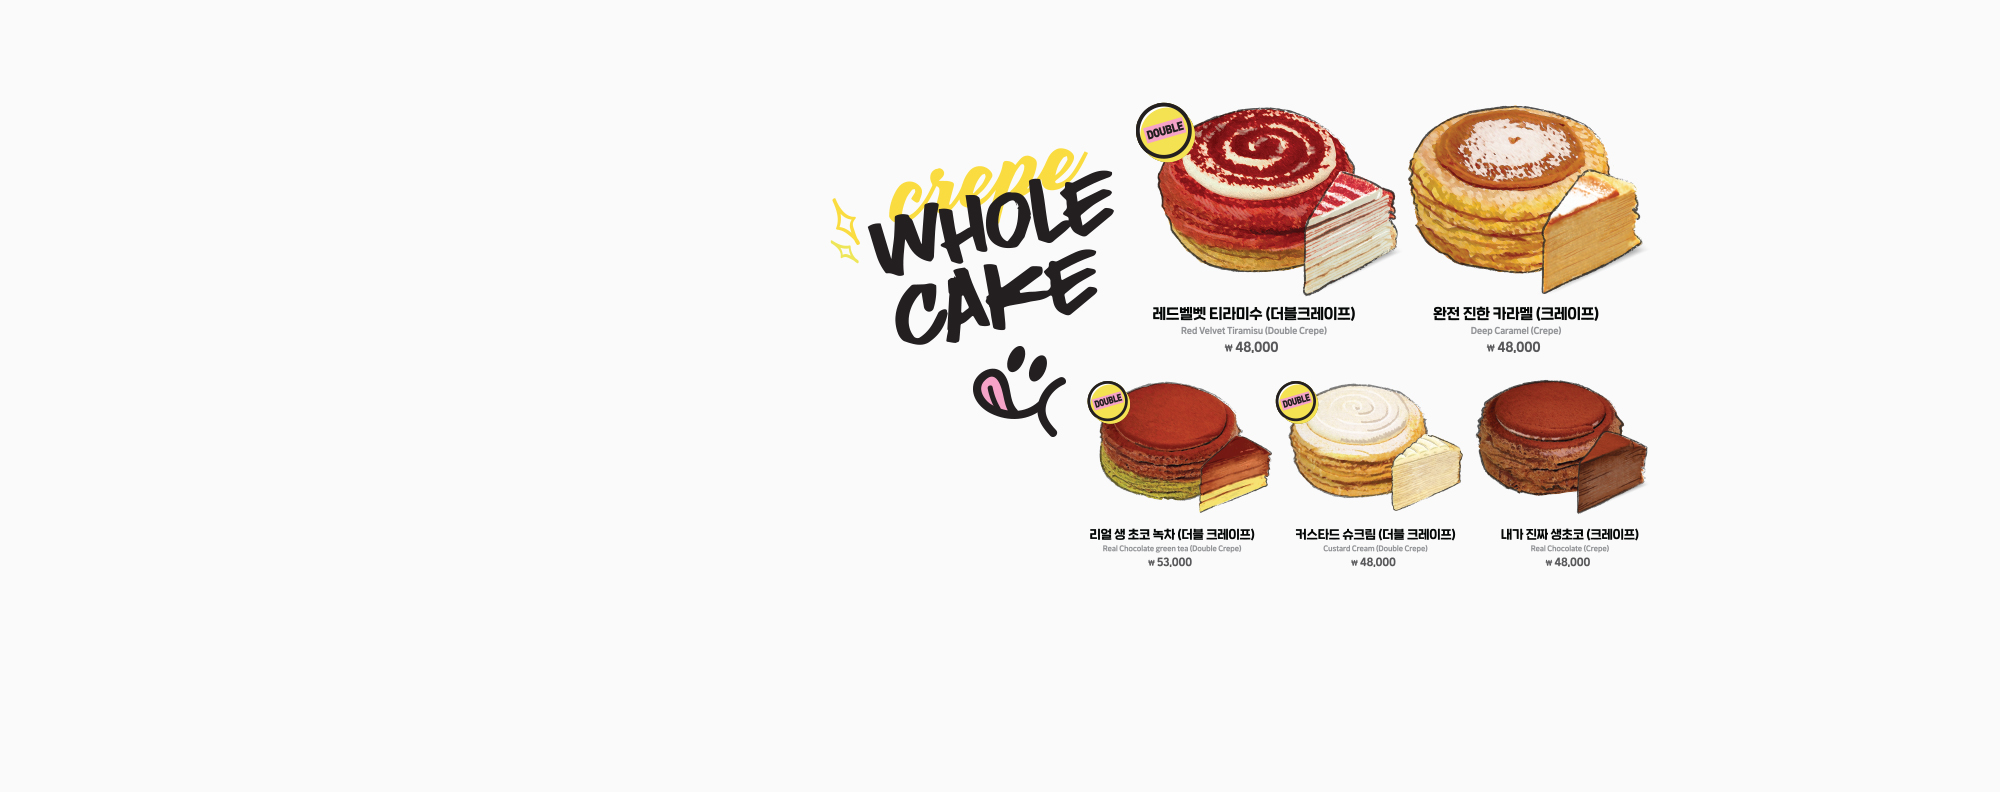 crepe
WHOLE
CAKE
DOUBLE
레드벨벳 티라미수 (더블크레이프)
Red Velvet Tiramisu (Double Crepe)
₩ 48,000
완전 진한 카라멜 (크레이프)
Deep Caramel (Crepe)
₩ 48,000
DOUBLE
리얼 생 초코 녹차 (더블 크레이프)
Real Chocolate green tea (Double Crepe)
₩ 53,000
DOUBLE
커스타드 슈크림 (더블 크레이프)
Custard Cream (Double Crepe)
₩ 48,000
내가 진짜 생초코 (크레이프)
Real Chocolate (Crepe)
₩ 48,000